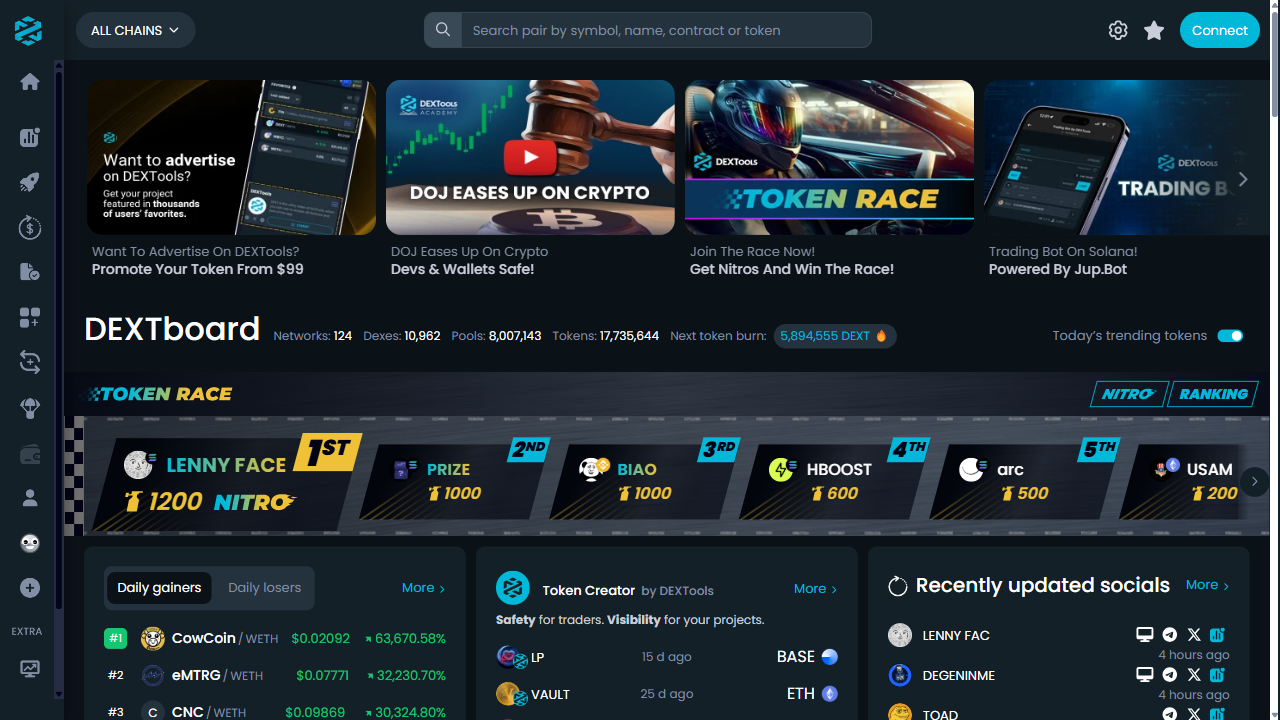 ALL CHAINS
Search pair by symbol, name, contract or token
Connect
Want to advertise
on DEXTools?
Get your project
featured in thousands
of users' favorites.
DEXTools
ACADEMY
DOJ EASES UP ON CRYPTO
DEXTools
TOKEN RACE
DEXTools
TRADING B
Want To Advertise On DEXTools?
Promote Your Token From $99
DOJ Eases Up On Crypto
Devs & Wallets Safe!
Join The Race Now!
Get Nitros And Win The Race!
Trading Bot On Solana!
Powered By Jup.Bot
DEXTboard
Networks: 124 Dexes: 10,962 Pools: 8,007,143 Tokens: 17,735,644 Next token burn: 5,894,555 DEXT
Today's trending tokens
TOKEN RACE
NITRO RANKING
1ST
LENNY FACE
1200 NITRO
2ND
PRIZE
1000
3RD
BIAO
1000
4TH
HBOOST
600
5TH
arc
500
USAM
200
Daily gainers Daily losers More
#1 CowCoin / WETH $0.02092 63,670.58%
#2 eMTRG / WETH $0.07771 32,230.70%
#3 C CNC / WETH $0.09869 30,324.80%
Token Creator by DEXTools More
Safety for traders. Visibility for your projects.
LP 15 d ago BASE
VAULT 25 d ago ETH
Recently updated socials More
LENNY FAC
4 hours ago
DEGENINME
4 hours ago
TOAD
EXTRA